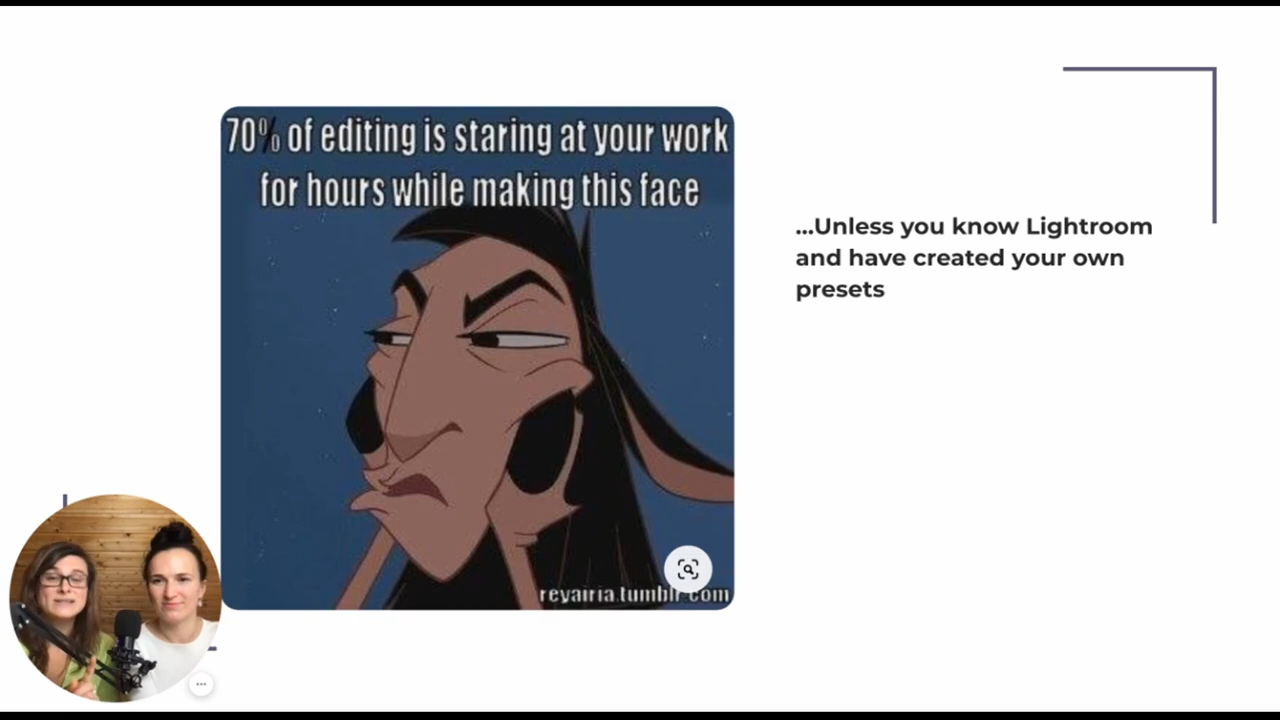 70% of editing is staring at your work
for hours while making this face
...Unless you know Lightroom
and have created your own
presets
reyairia.tumblr.com